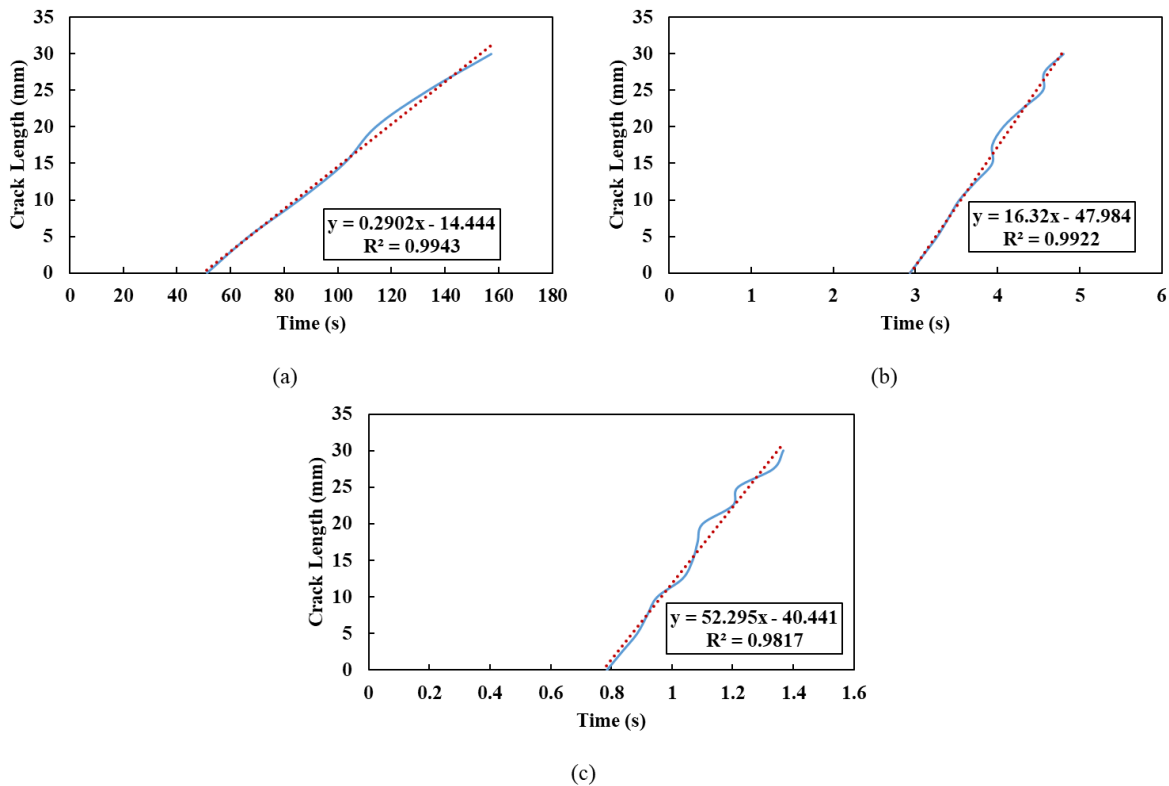 35
30
25
20
15
10
5
0
Crack Length (mm)
y = 0.2902x - 14.444
R² = 0.9943
0 20 40 60 80 100 120 140 160 180
Time (s)
(a)
35
30
25
20
15
10
5
0
Crack Length (mm)
y = 16.32x - 47.984
R² = 0.9922
0 1 2 3 4 5 6
Time (s)
(b)
35
30
25
20
15
10
5
0
Crack Length (mm)
y = 52.295x - 40.441
R² = 0.9817
0 0.2 0.4 0.6 0.8 1 1.2 1.4 1.6
Time (s)
(c)